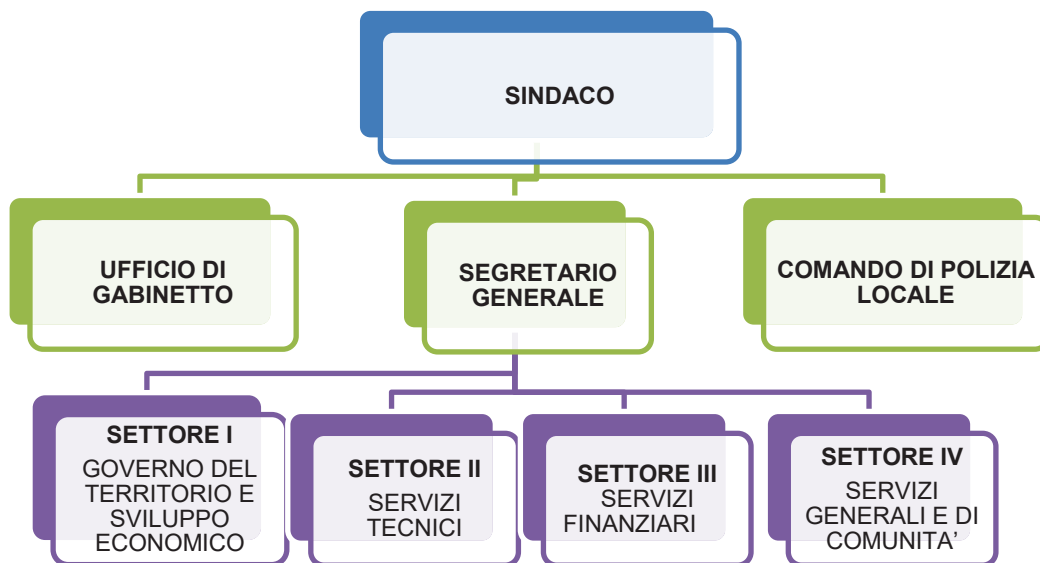 SINDACO
UFFICIO DI
GABINETTO
SEGRETARIO
GENERALE
COMANDO DI POLIZIA
LOCALE
SETTORE I
GOVERNO DEL
TERRITORIO E
SVILUPPO
ECONOMICO
SETTORE II
SERVIZI
TECNICI
SETTORE III
SERVIZI
FINANZIARI
SETTORE IV
SERVIZI
GENERALI E DI
COMUNITA’